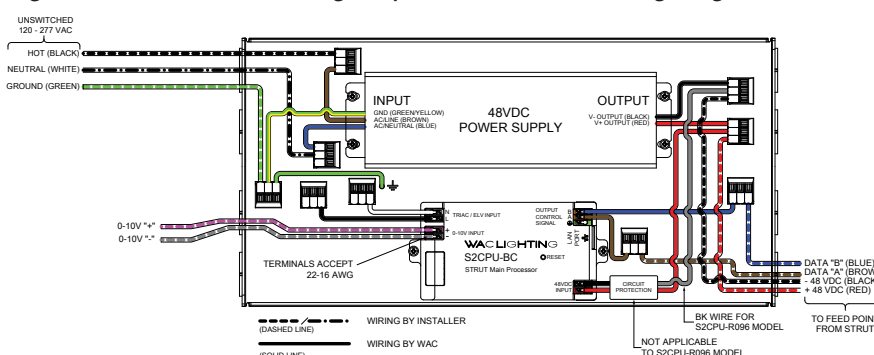 UNSWITCHED
120 - 277 VAC
HOT (BLACK)
NEUTRAL (WHITE)
GROUND (GREEN)
INPUT
GND (GREEN/YELLOW)
AC/LINE (BROWN)
AC/NEUTRAL (BLUE)
48VDC
POWER SUPPLY
OUTPUT
V- OUTPUT (BLACK)
V+ OUTPUT (RED)
0-10V "+"
0-10V "-"
N
L
TRIAC / ELV INPUT
+
-
0-10V INPUT
OUTPUT
CONTROL
SIGNAL
B
A
LAN
PORT
WAC LIGHTING
S2CPU-BC
RESET
STRUT Main Processor
48VDC
INPUT
TERMINALS ACCEPT
22-16 AWG
CIRCUIT
PROTECTION
DATA "B" (BLUE)
DATA "A" (BROW
- 48 VDC (BLACK
+ 48 VDC (RED)
TO FEED POIN
FROM STRUT
BK WIRE FOR
S2CPU-R096 MODEL
NOT APPLICABLE
TO S2CPU-R096 MODEL
(DASHED LINE)
WIRING BY INSTALLER
WIRING BY WAC
(SOLID LINE)